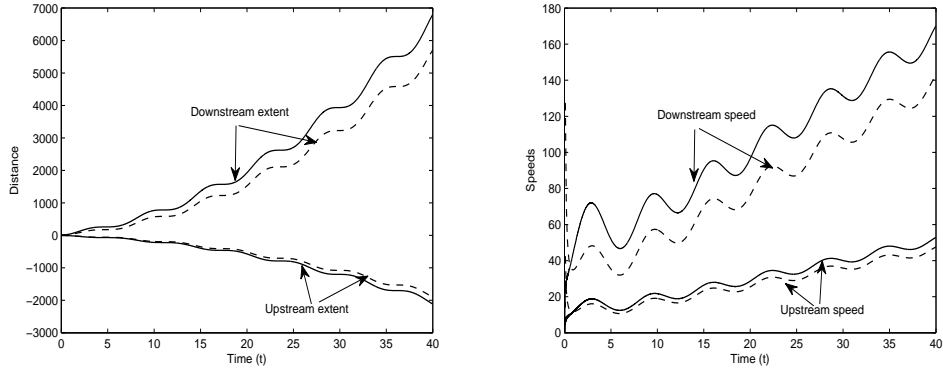 7000
6000
5000
4000
3000
2000
1000
0
−1000
−2000
−3000
0 5 10 15 20 25 30 35 40
Time (t)
Distance
Downstream extent
Upstream extent
180
160
140
120
100
80
60
40
20
0
0 5 10 15 20 25 30 35 40
Time (t)
Speeds
Downstream speed
Upstream speed